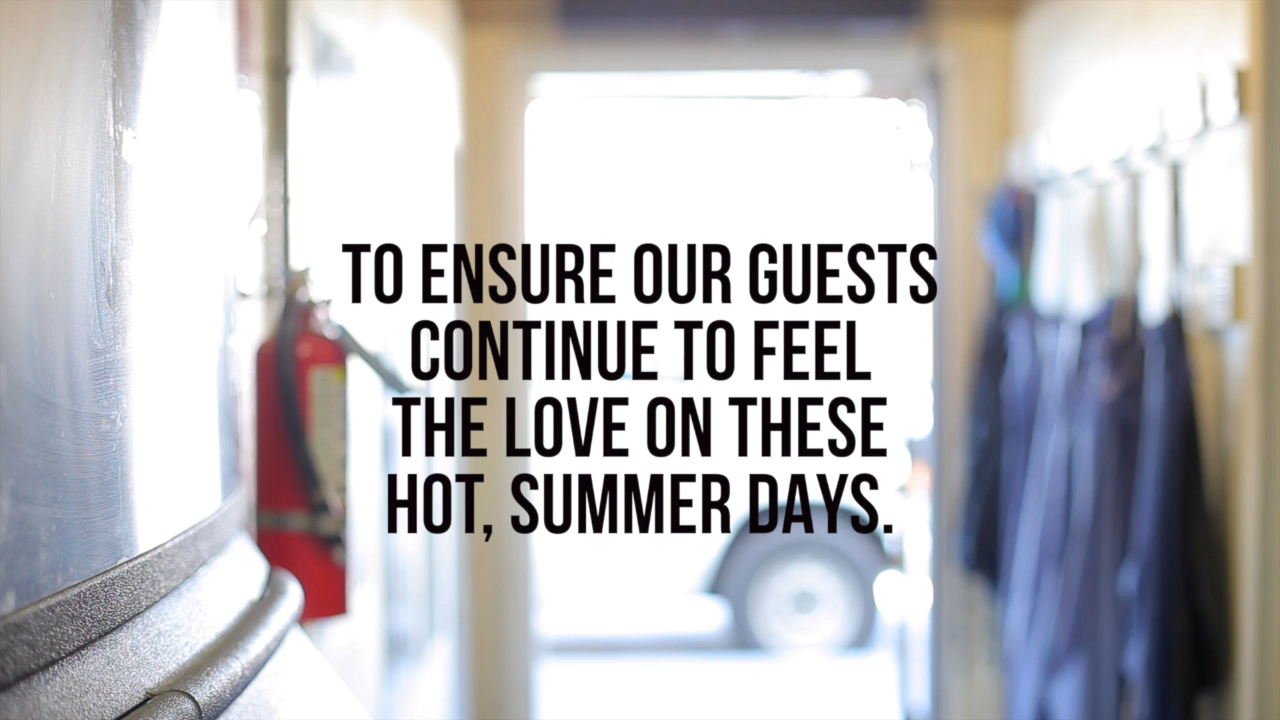 TO ENSURE OUR GUESTS
CONTINUE TO FEEL
THE LOVE ON THESE
HOT, SUMMER DAYS.